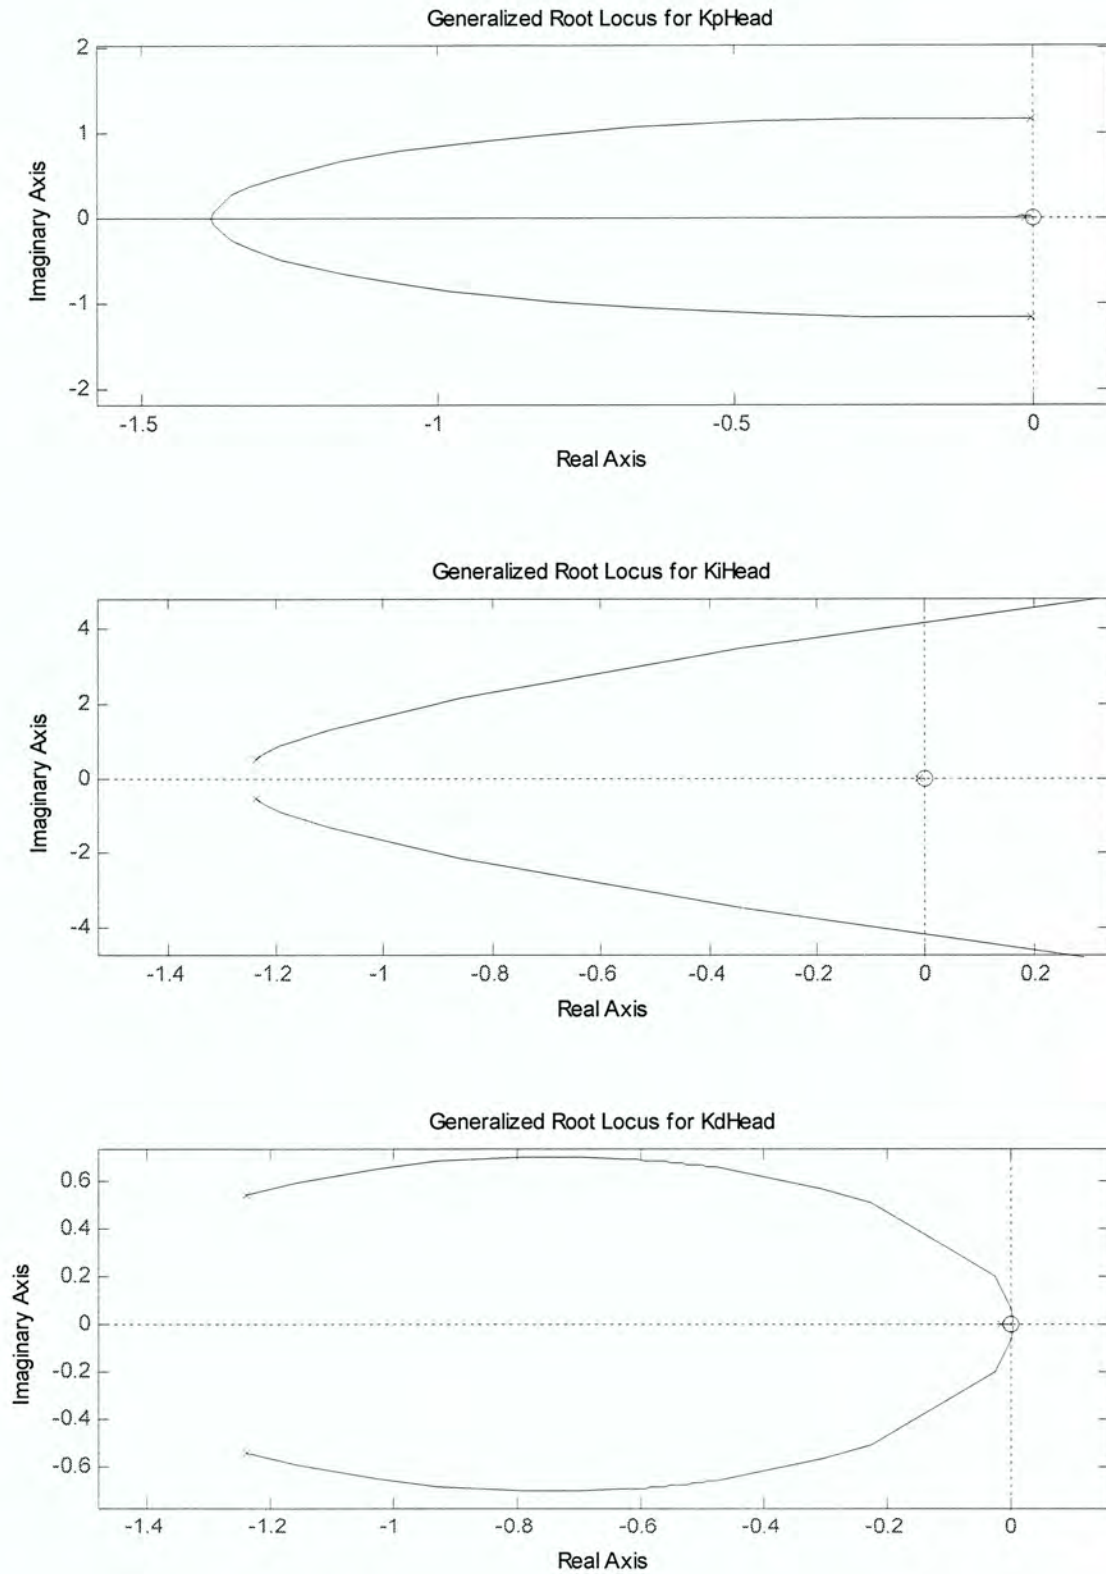 Generalized Root Locus for KpHead
2
1
0
-1
-2
Imaginary Axis
-1.5 -1 -0.5 0
Real Axis
Generalized Root Locus for KiHead
4
2
0
-2
-4
Imaginary Axis
-1.4 -1.2 -1 -0.8 -0.6 -0.4 -0.2 0 0.2
Real Axis
Generalized Root Locus for KdHead
0.6
0.4
0.2
0
-0.2
-0.4
-0.6
Imaginary Axis
-1.4 -1.2 -1 -0.8 -0.6 -0.4 -0.2 0
Real Axis